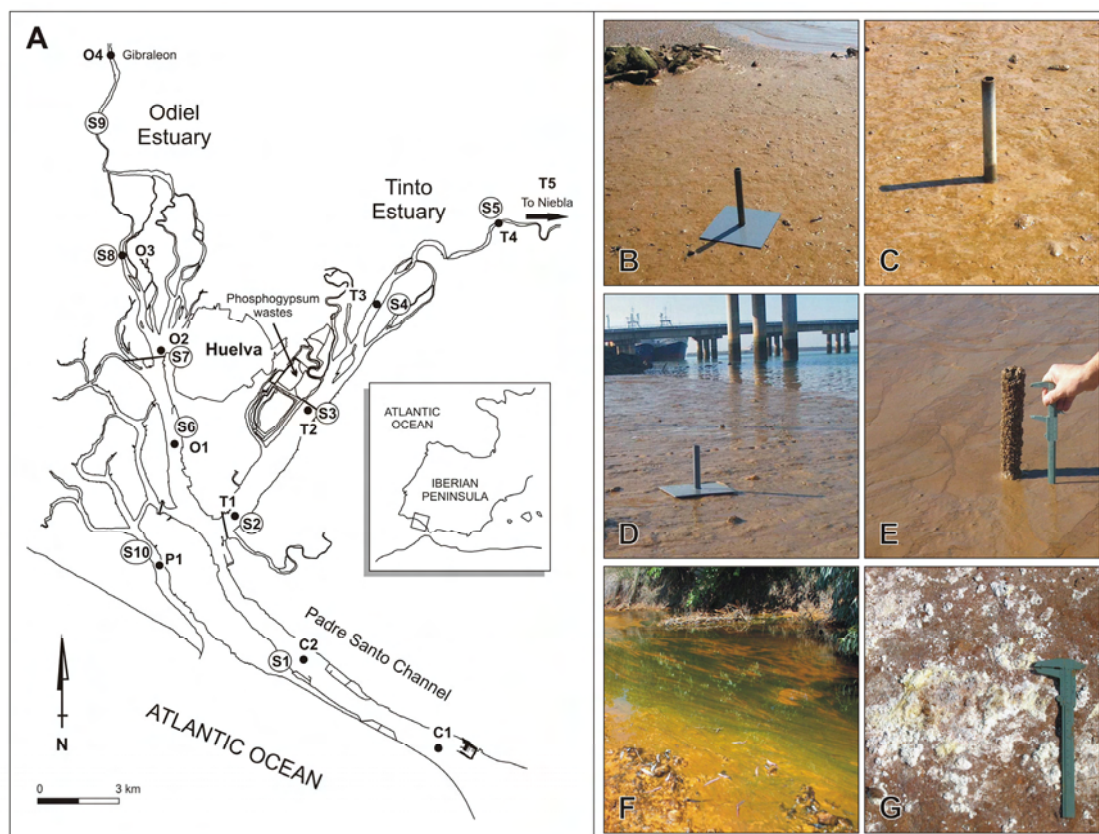 A
O4
Gibraleon
S9
Odiel
Estuary
Tinto
Estuary
T5
To Niebla
S5
T4
S8
O3
T3
S4
Phosphogypsum
wastes
O2
S7
Huelva
S3
T2
S6
O1
T1
S2
S10
P1
ATLANTIC
OCEAN
IBERIAN
PENINSULA
Padre Santo Channel
C2
S1
C1
ATLANTIC OCEAN
N
0 3 km
B
C
D
E
F
G